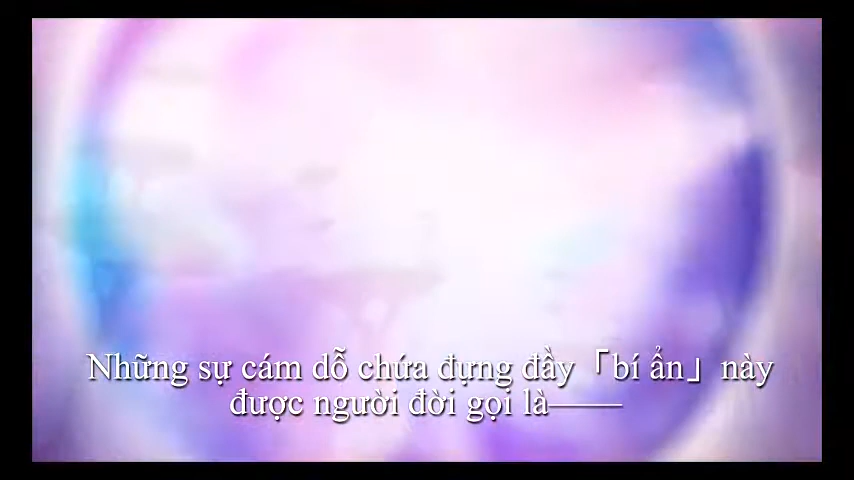 Những sự cám dỗ chứa đựng đầy「bí ẩn」này
được người đời gọi là——